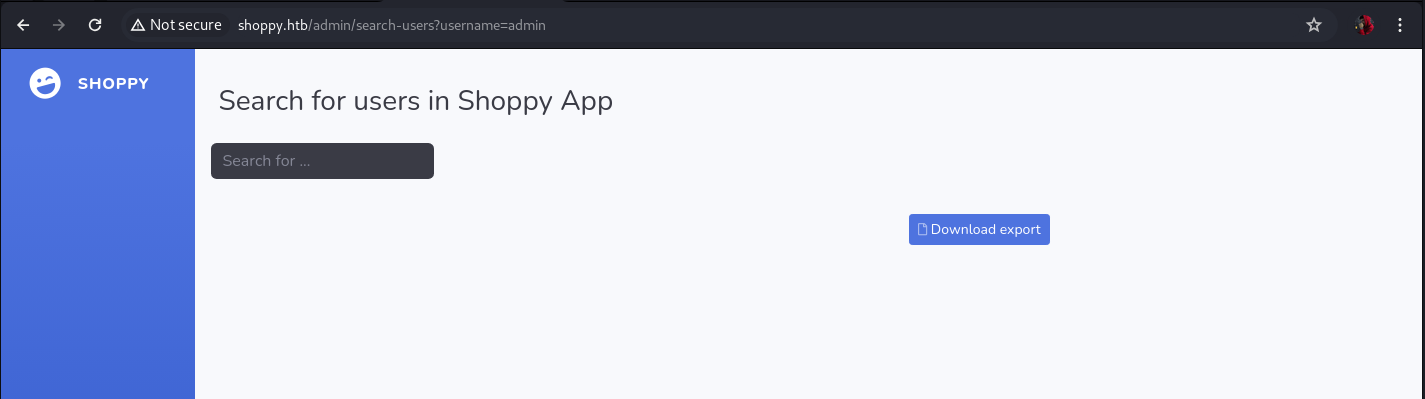 Not secure shoppy.htb/admin/search-users?username=admin
SHOPPY
Search for users in Shoppy App
Search for ...
Download export